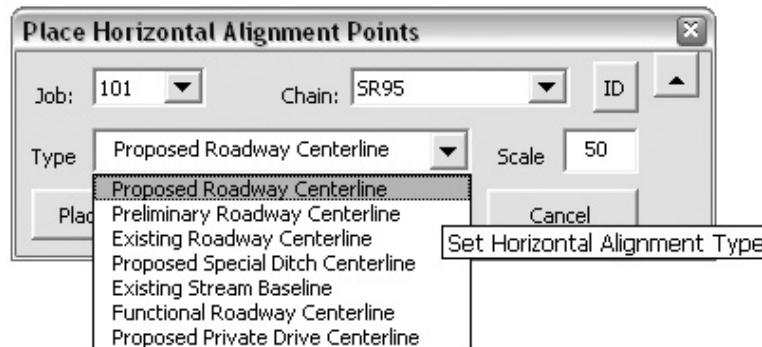 Place Horizontal Alignment Points
Job: 101 Chain: SR95 ID
Type Proposed Roadway Centerline Scale 50
Proposed Roadway Centerline
Preliminary Roadway Centerline
Plac Cancel
Existing Roadway Centerline
Set Horizontal Alignment Type
Proposed Special Ditch Centerline
Existing Stream Baseline
Functional Roadway Centerline
Proposed Private Drive Centerline